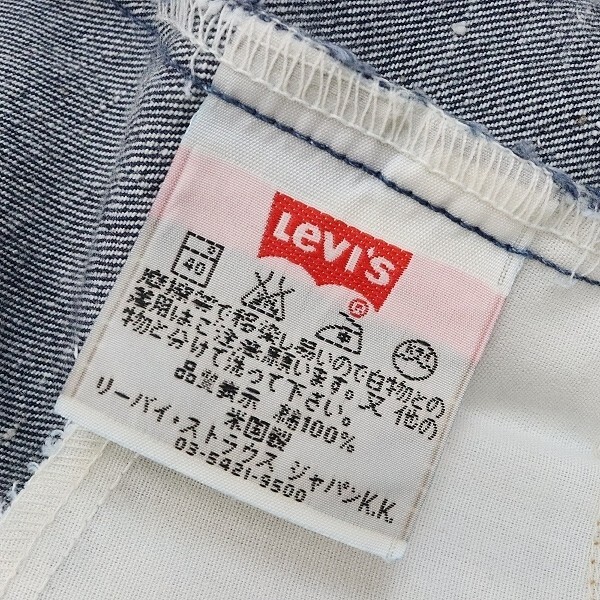 Levi's
®
40
摩擦等で移染し易いので白物との
着用はご注意願います。又他の
物と分けて洗って下さい。
品質表示 綿100%
米国製
リーバイ・ストラウス ジャパンK.K.
03-5421-9500